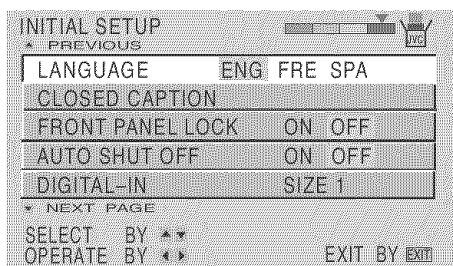 INITIAL SETUP
JVC
▲ PREVIOUS
LANGUAGE ENG FRE SPA
CLOSED CAPTION
FRONT PANEL LOCK ON OFF
AUTO SHUT OFF ON OFF
DIGITAL-IN SIZE 1
▼ NEXT PAGE
SELECT BY ▲▼
OPERATE BY ◄► EXIT BY EXIT